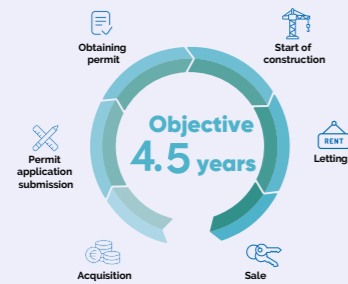 Obtaining
permit
Start of
construction
Objective
4.5 years
Permit
application
submission
RENT
Letting
Acquisition
Sale